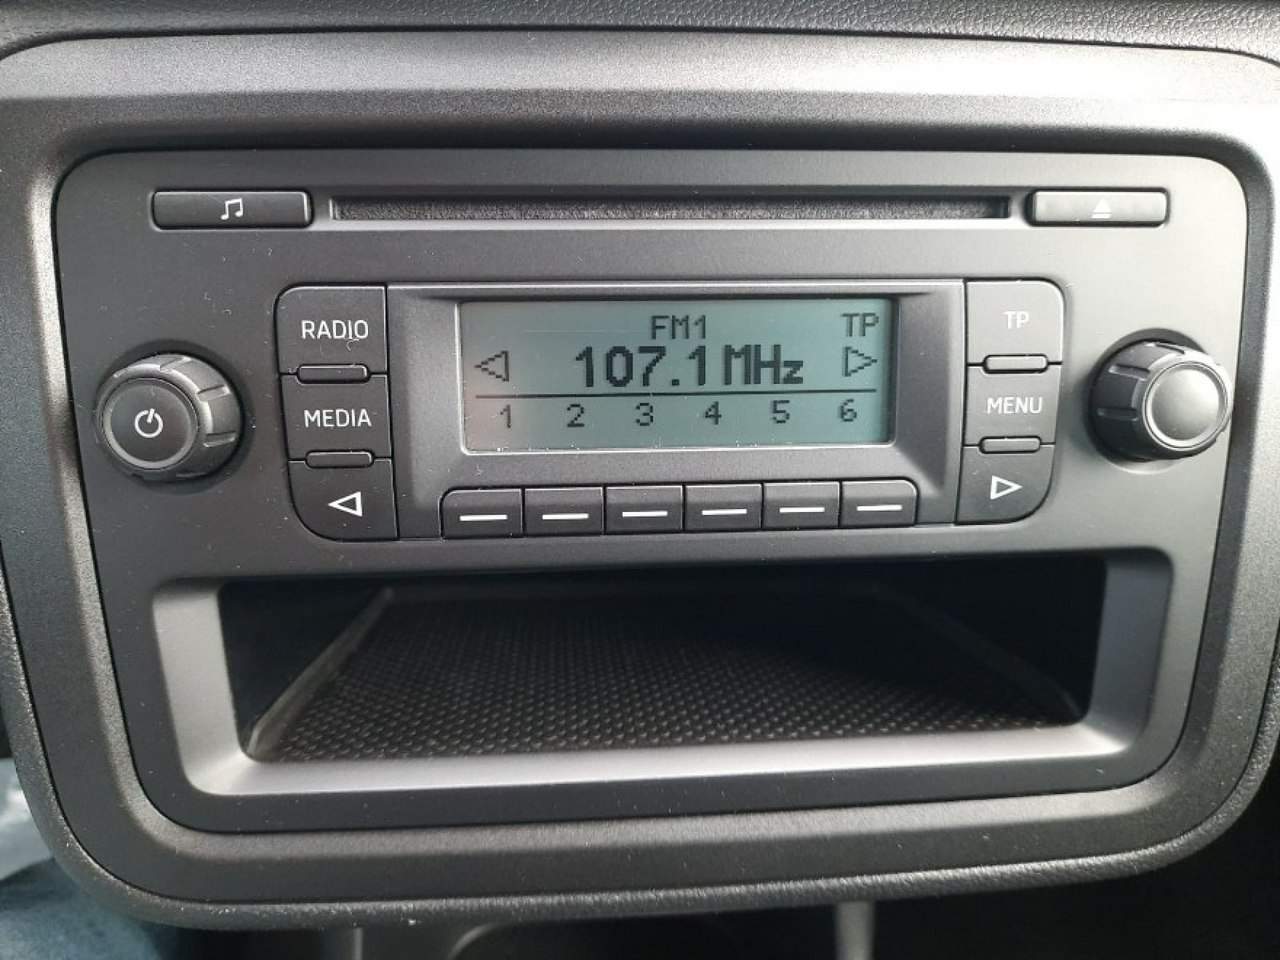 RADIO
MEDIA
FM1 TP
107.1 MHz
1 2 3 4 5 6
TP
MENU